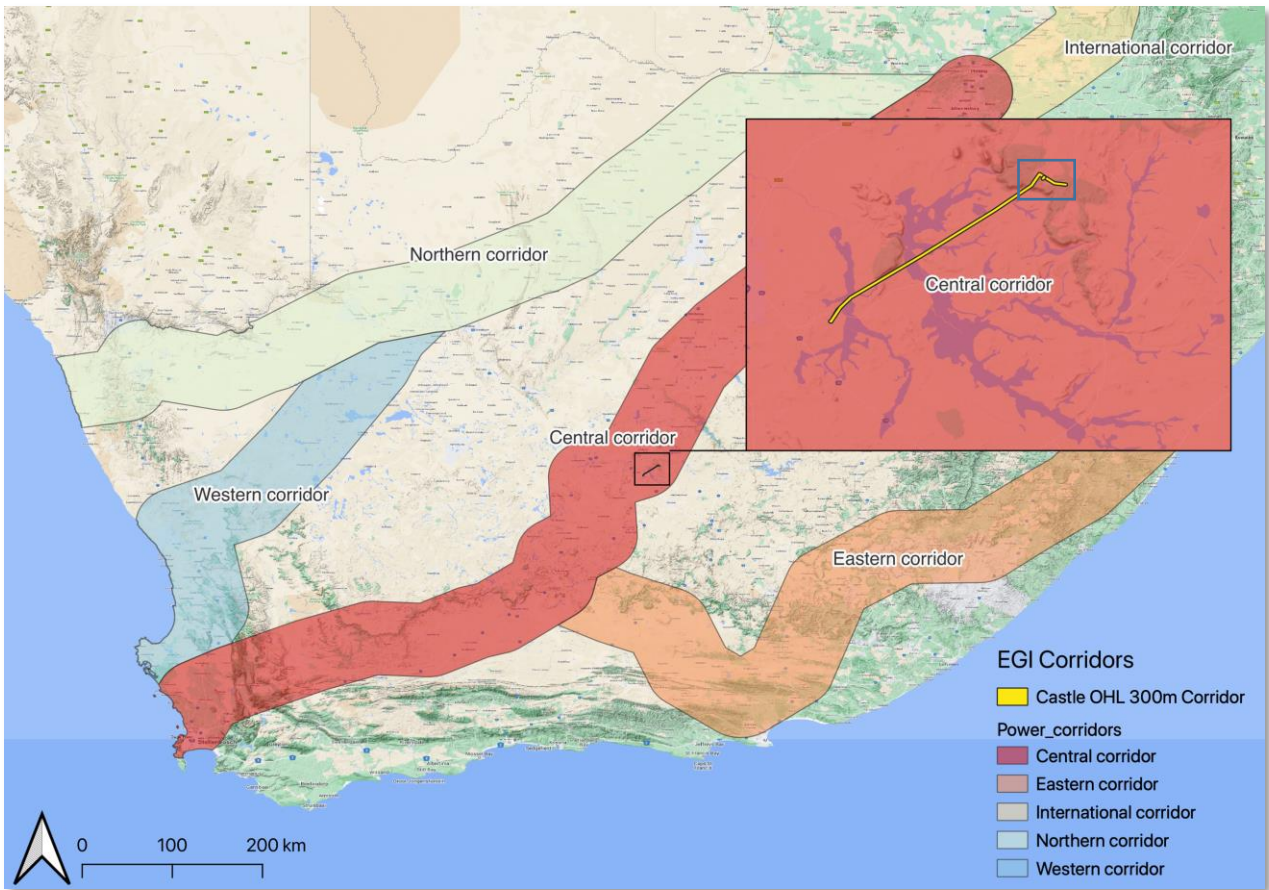 International corridor
Northern corridor
Central corridor
Central corridor
Western corridor
Eastern corridor
EGI Corridors
Castle OHL 300m Corridor
Power_corridors
Central corridor
Eastern corridor
International corridor
Northern corridor
Western corridor
0 100 200 km